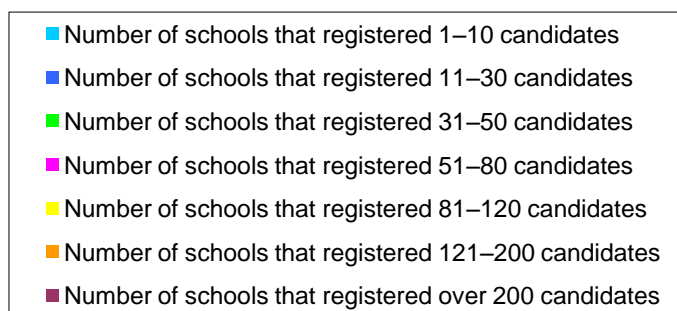 Number of schools that registered 1–10 candidates
Number of schools that registered 11–30 candidates
Number of schools that registered 31–50 candidates
Number of schools that registered 51–80 candidates
Number of schools that registered 81–120 candidates
Number of schools that registered 121–200 candidates
Number of schools that registered over 200 candidates